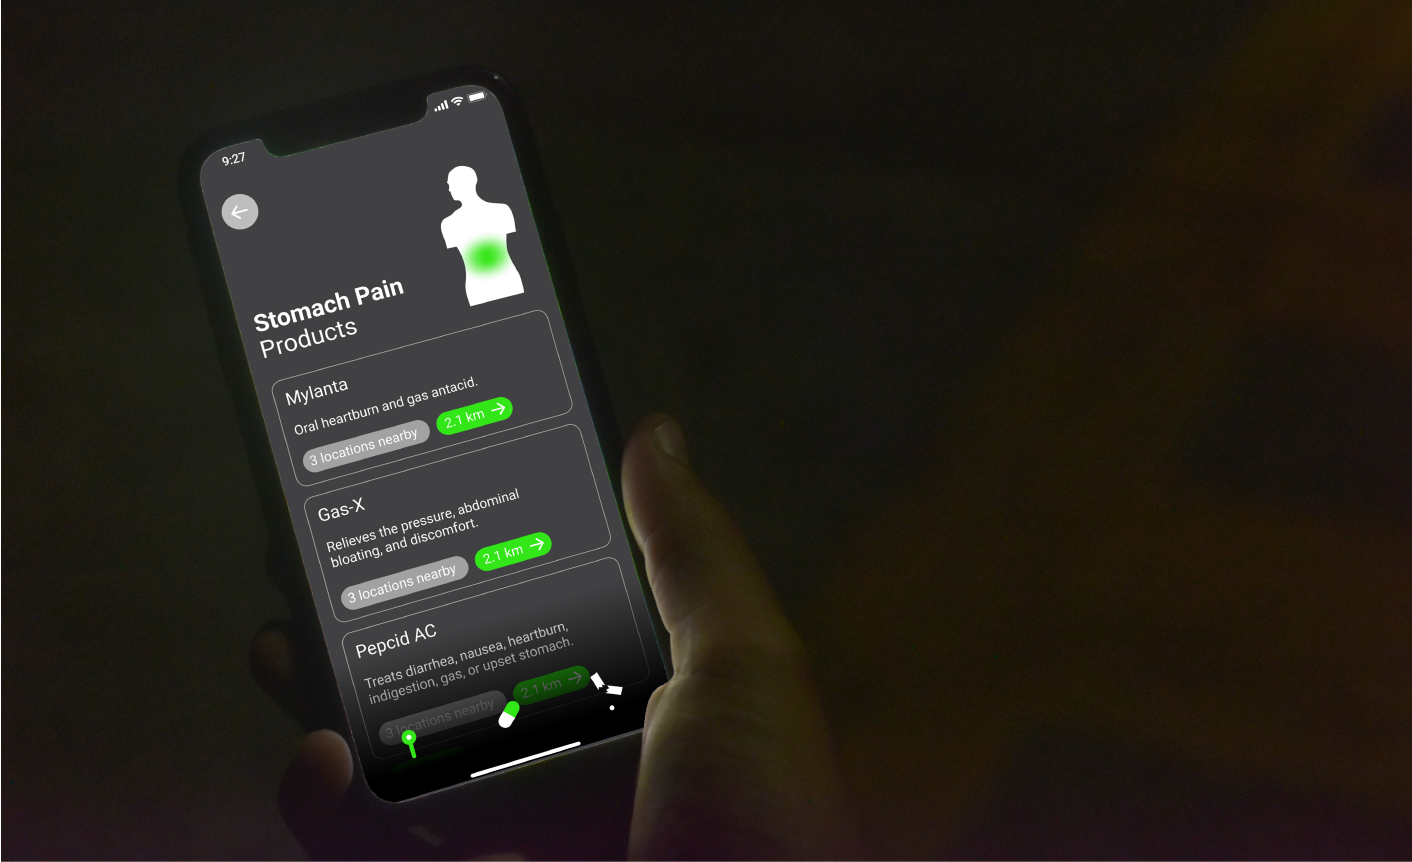 9:27
Stomach Pain
Products
Mylanta
Oral heartburn and gas antacid.
3 locations nearby
2.1 km
Gas-X
Relieves the pressure, abdominal
bloating, and discomfort.
3 locations nearby
2.1 km
Pepcid AC
Treats diarrhea, nausea, heartburn,
indigestion, gas, or upset stomach.
3 locations nearby
2.1 km